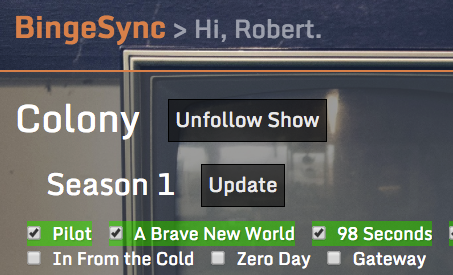 BingeSync > Hi, Robert.
Colony Unfollow Show
Season 1 Update
Pilot A Brave New World 98 Seconds
In From the Cold Zero Day Gateway